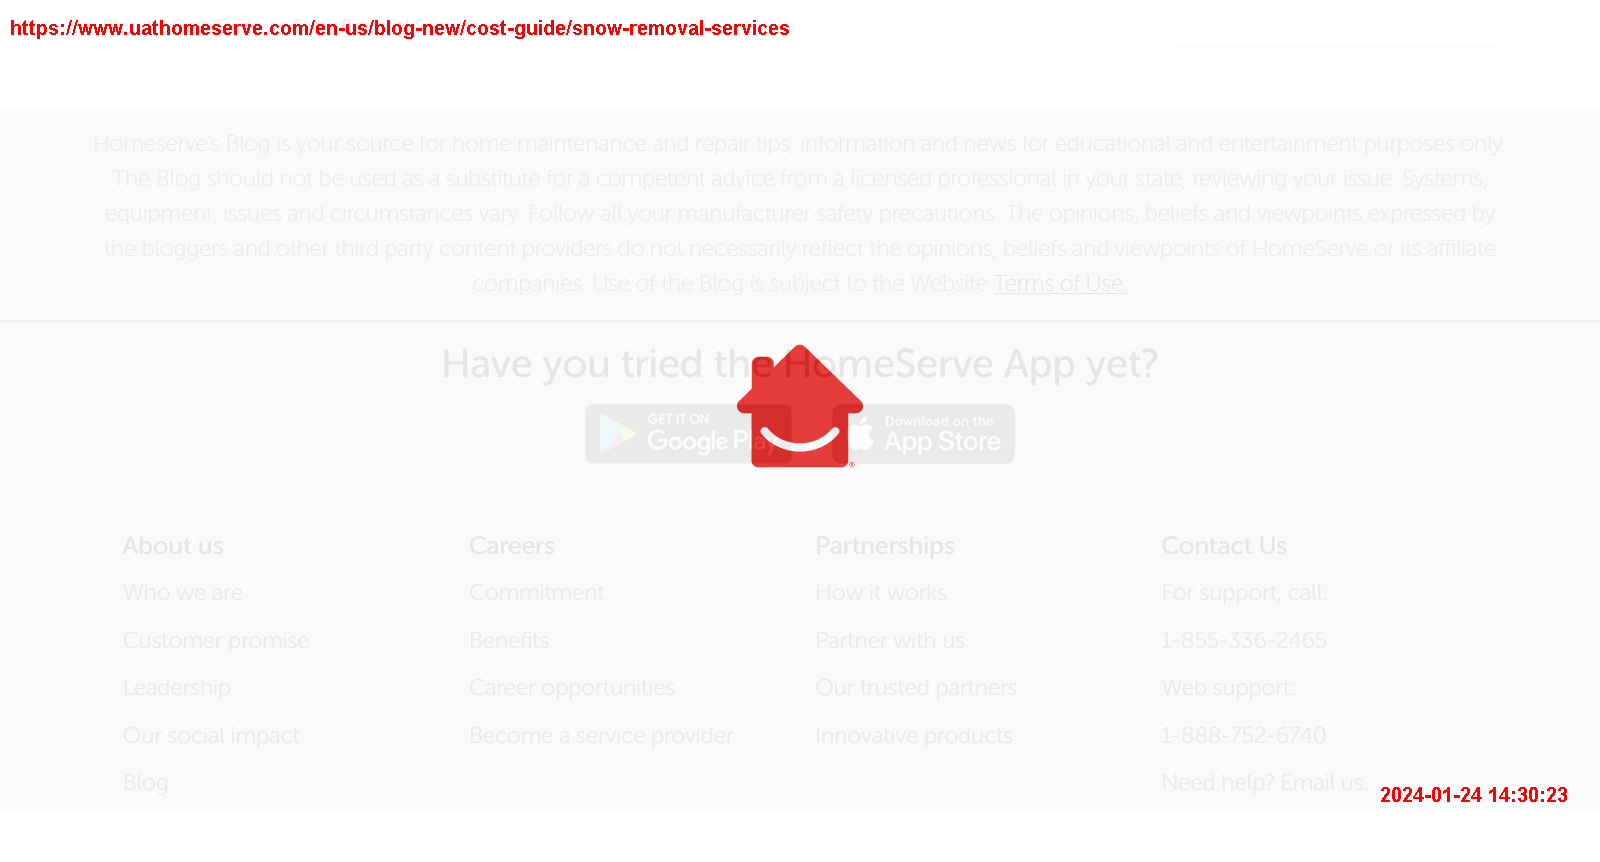 https://www.uathomeserve.com/en-us/blog-new/cost-guide/snow-removal-services
Homeserve's Blog is your source for home maintenance and repair tips, information and news for educational and entertainment purposes only.
The Blog should not be used as a substitute for a competent advice from a licensed professional in your state, reviewing your issue. Systems,
equipment, issues and circumstances vary. Follow all your manufacturer safety precautions. The opinions, beliefs and viewpoints expressed by
the bloggers and other third party content providers do not necessarily reflect the opinions, beliefs and viewpoints of HomeServe or its affiliate
companies. Use of the Blog is subject to the Website Terms of Use.
Have you tried the HomeServe App yet?
GET IT ON
Google Play
Download on the
App Store
®
About us
Who we are
Customer promise
Leadership
Our social impact
Blog
Careers
Commitment
Benefits
Career opportunities
Become a service provider
Partnerships
How it works
Partner with us
Our trusted partners
Innovative products
Contact Us
For support, call:
1-855-336-2465
Web support:
1-888-752-6740
Need help? Email us.
2024-01-24 14:30:23